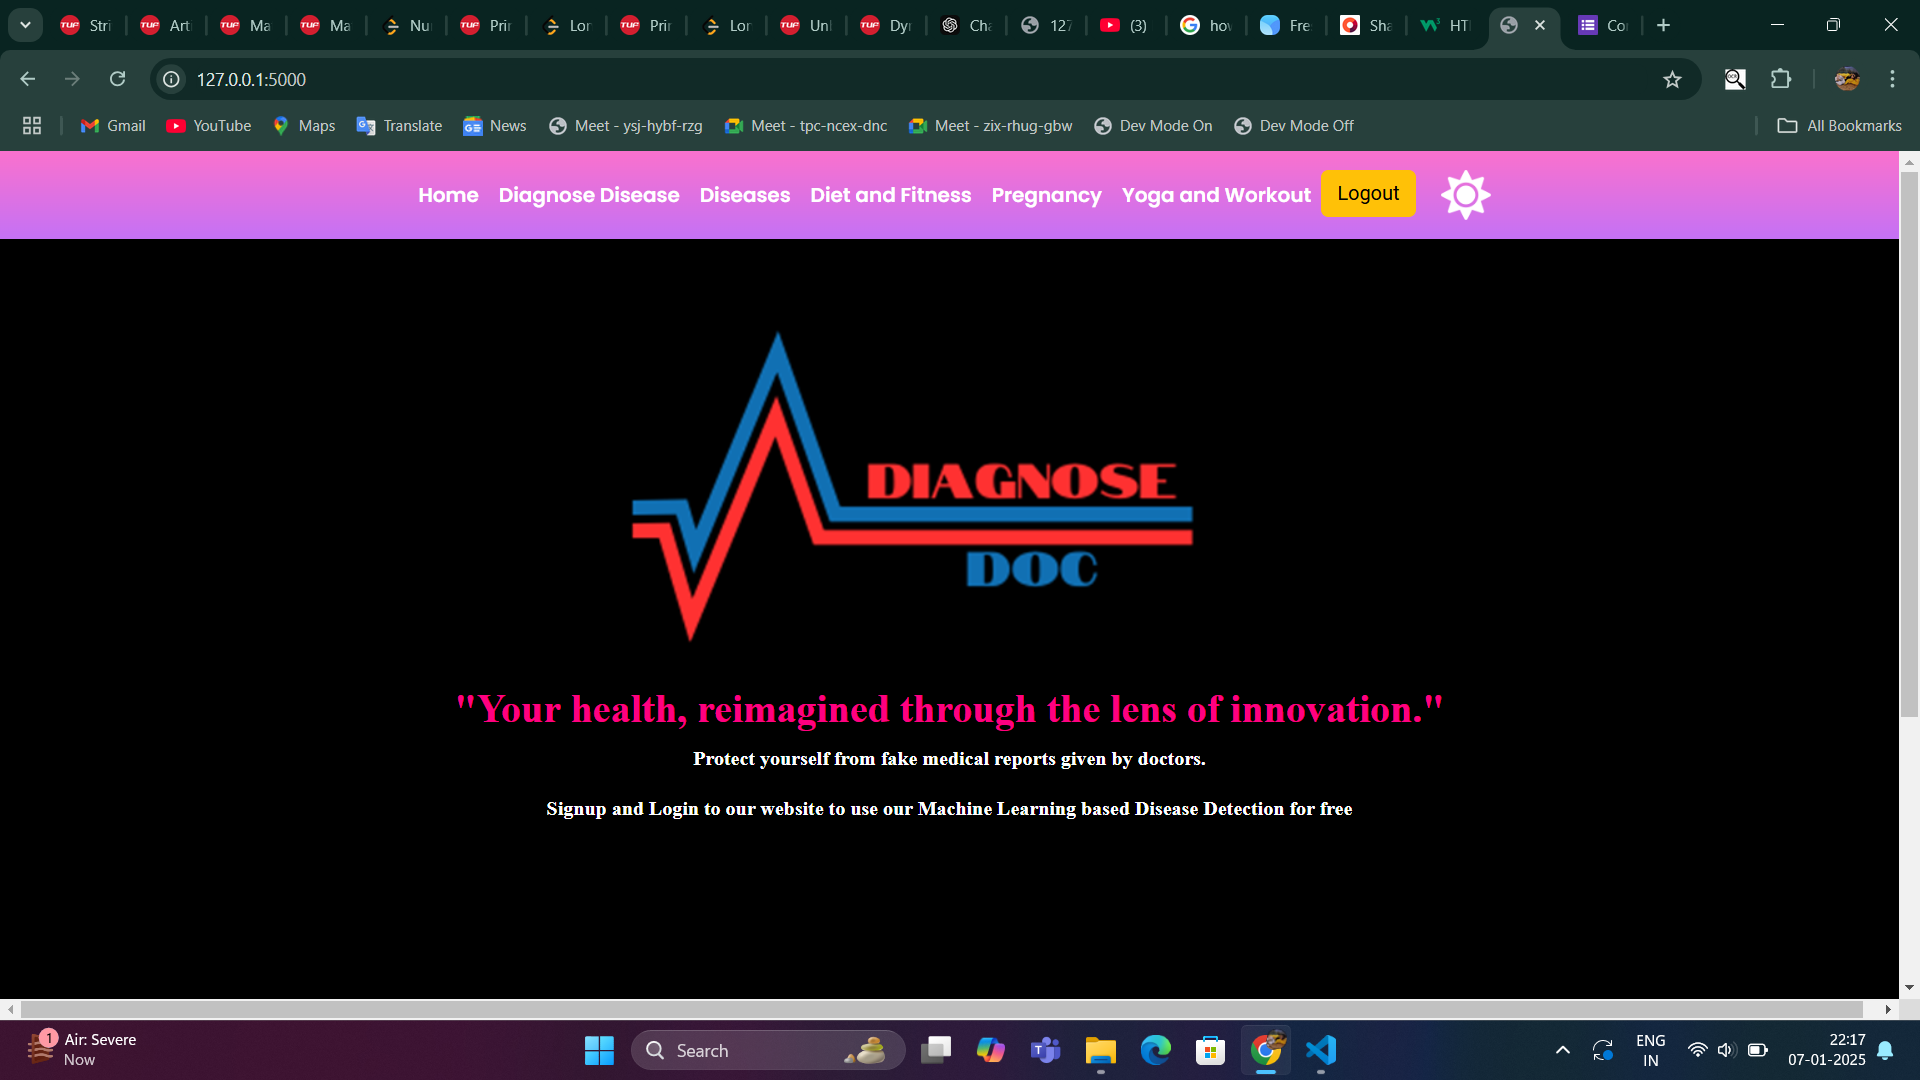 Stri
Art
Ma
Ma
Nu
Prir
Lor
Prir
Lor
Unl
Dyr
Cha
127
(3)
hov
Fre
Sha
HTI
Co
127.0.0.1:5000
Gmail
YouTube
Maps
Translate
News
Meet - ysj-hybf-rzg
Meet - tpc-ncex-dnc
Meet - zix-rhug-gbw
Dev Mode On
Dev Mode Off
All Bookmarks
Home
Diagnose Disease
Diseases
Diet and Fitness
Pregnancy
Yoga and Workout
Logout
DIAGNOSE
DOC
"Your health, reimagined through the lens of innovation."
Protect yourself from fake medical reports given by doctors.
Signup and Login to our website to use our Machine Learning based Disease Detection for free
1
Air: Severe
Now
Search
ENG
IN
22:17
07-01-2025